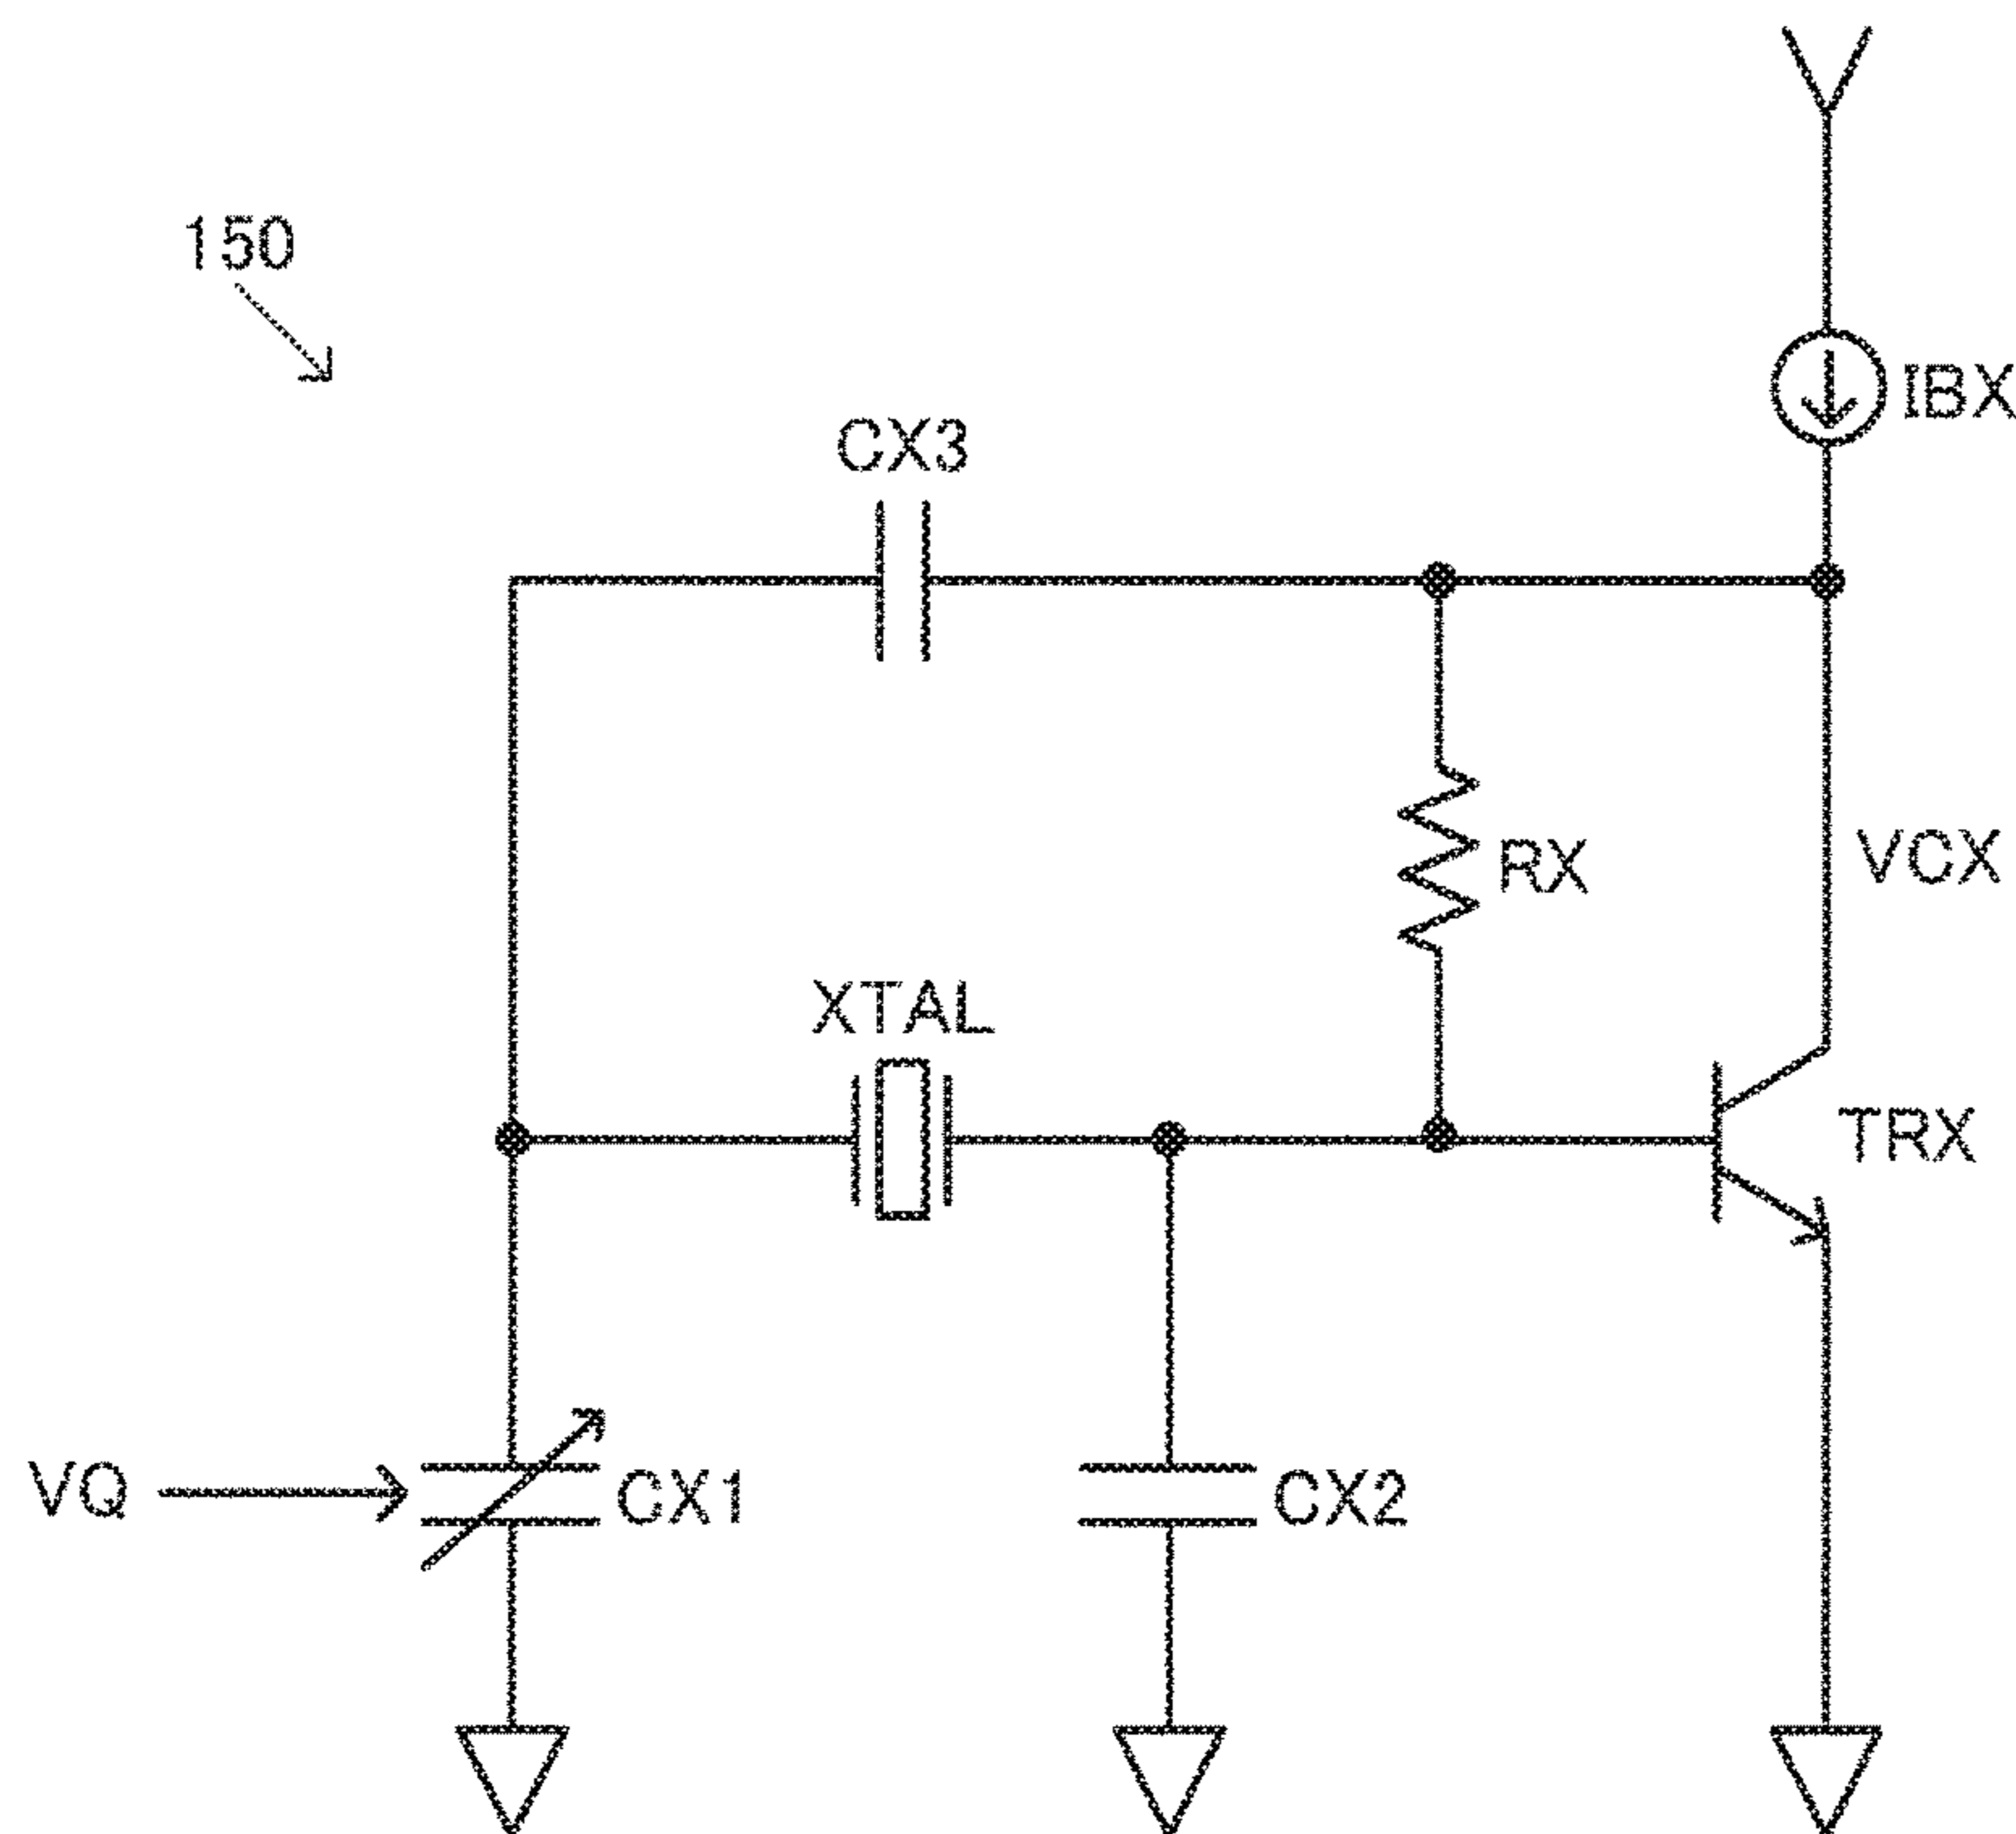 150
IBX
CX3
RX
VCX
XTAL
TRX
VQ
CX1
CX2